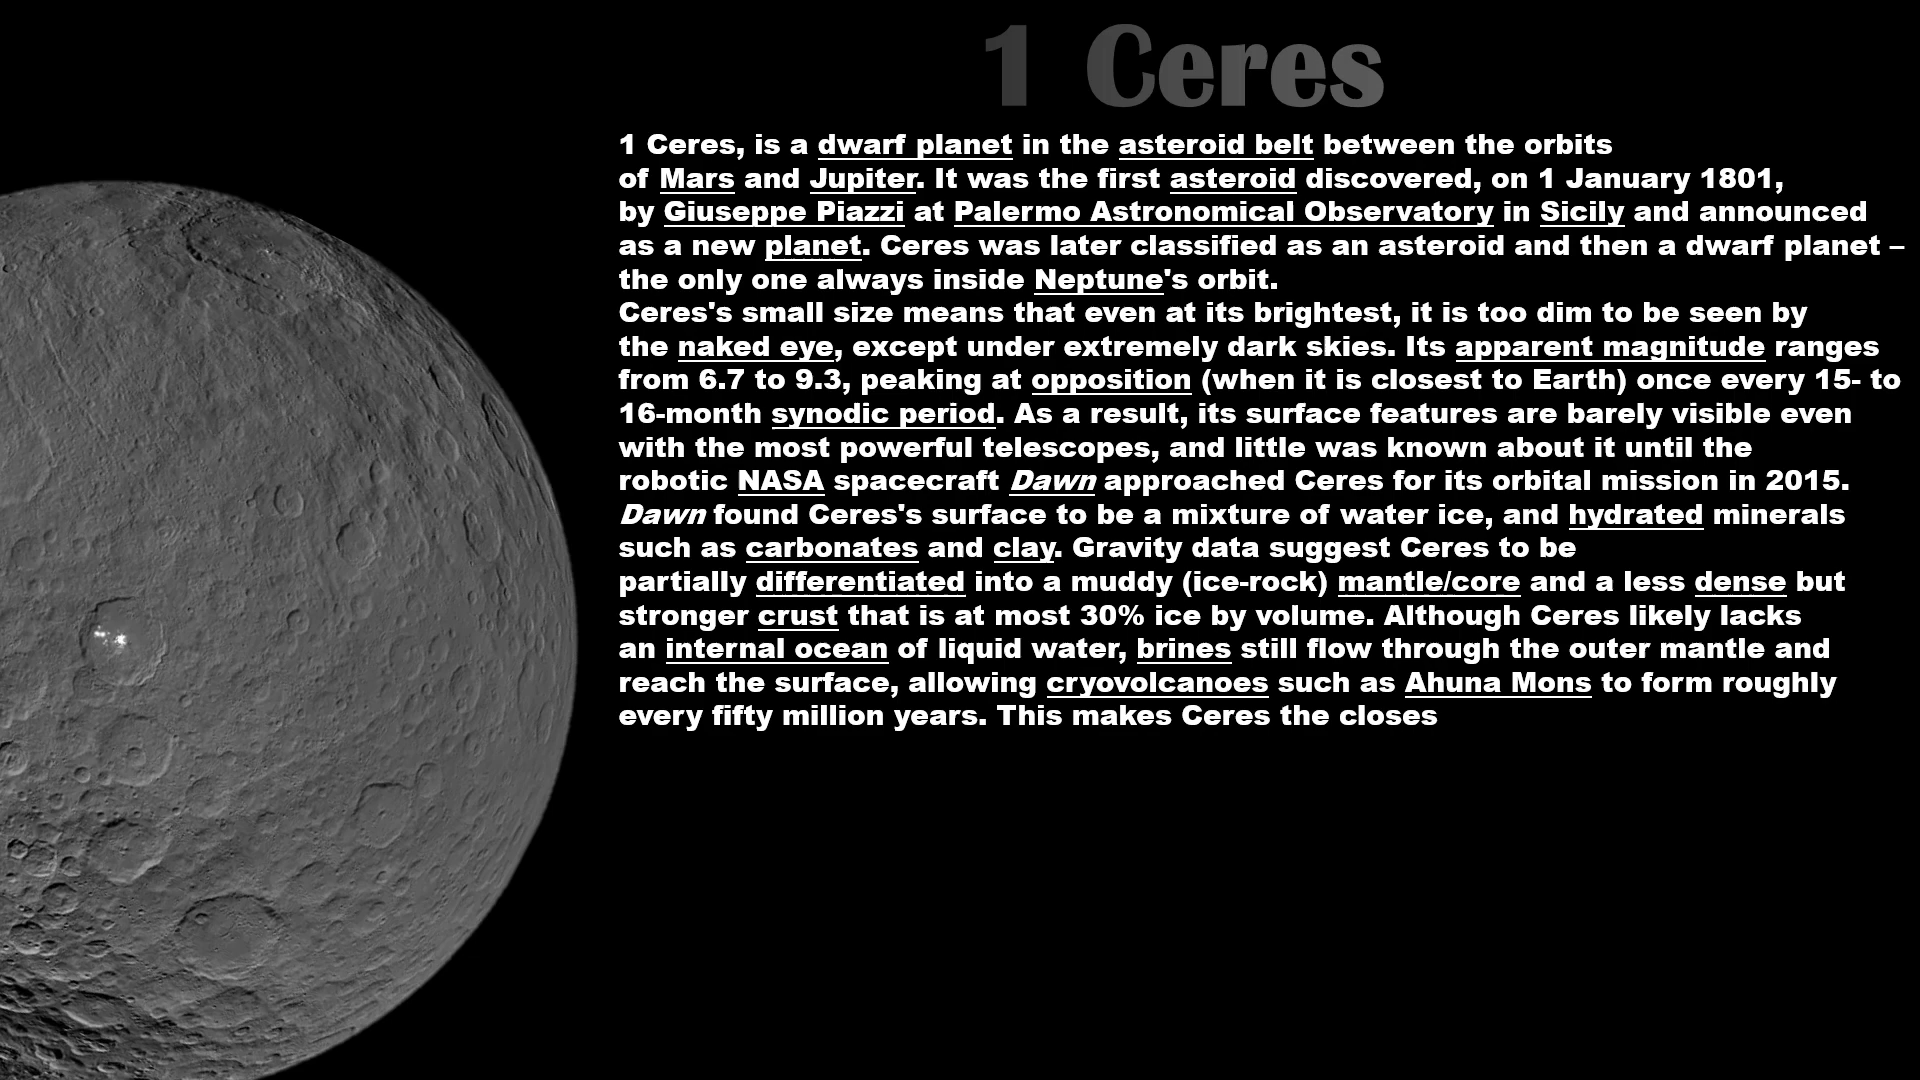 1 Ceres
1 Ceres, is a dwarf planet in the asteroid belt between the orbits
of Mars and Jupiter. It was the first asteroid discovered, on 1 January 1801,
by Giuseppe Piazzi at Palermo Astronomical Observatory in Sicily and announced
as a new planet. Ceres was later classified as an asteroid and then a dwarf planet –
the only one always inside Neptune's orbit.
Ceres's small size means that even at its brightest, it is too dim to be seen by
the naked eye, except under extremely dark skies. Its apparent magnitude ranges
from 6.7 to 9.3, peaking at opposition (when it is closest to Earth) once every 15- to
16-month synodic period. As a result, its surface features are barely visible even
with the most powerful telescopes, and little was known about it until the
robotic NASA spacecraft Dawn approached Ceres for its orbital mission in 2015.
Dawn found Ceres's surface to be a mixture of water ice, and hydrated minerals
such as carbonates and clay. Gravity data suggest Ceres to be
partially differentiated into a muddy (ice-rock) mantle/core and a less dense but
stronger crust that is at most 30% ice by volume. Although Ceres likely lacks
an internal ocean of liquid water, brines still flow through the outer mantle and
reach the surface, allowing cryovolcanoes such as Ahuna Mons to form roughly
every fifty million years. This makes Ceres the closes